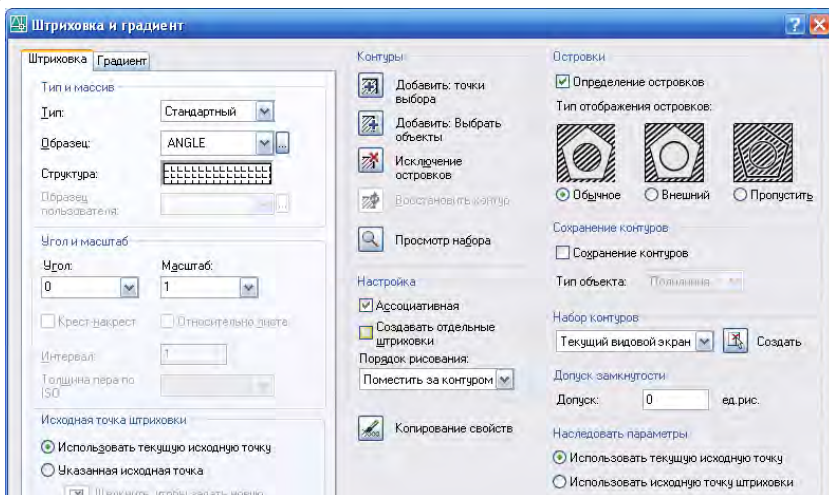 Штриховка и градиент
Штриховка
Градиент
Тип и массив
Тип:
Стандартный
Образец:
ANGLE
...
Структура:
Образец
пользователя:
Угол и масштаб
Угол:
Масштаб:
0
1
Крест-накрест
Относительно листа
Интервал:
1
Толщина пера по
ISO
Исходная точка штриховки
Использовать текущую исходную точку
Указанная исходная точка
Щелкните, чтобы задать новую
Контуры
Добавить: точки
выбора
Добавить: Выбрать
объекты
Исключение
островков
Восстановить контур
Просмотр набора
Настройка
Ассоциативная
Создавать отдельные
штриховки
Порядок рисования:
Поместить за контуром
Копирование свойств
Островки
Определение островков
Тип отображения островков:
Обычное
Внешний
Пропустить
Сохранение контуров
Сохранение контуров
Тип объекта:
Полилиния
Набор контуров
Текущий видовой экран
Создать
Допуск замкнутости
Допуск:
0
ед.рис.
Наследовать параметры
Использовать текущую исходную точку
Использовать исходную точку штриховки